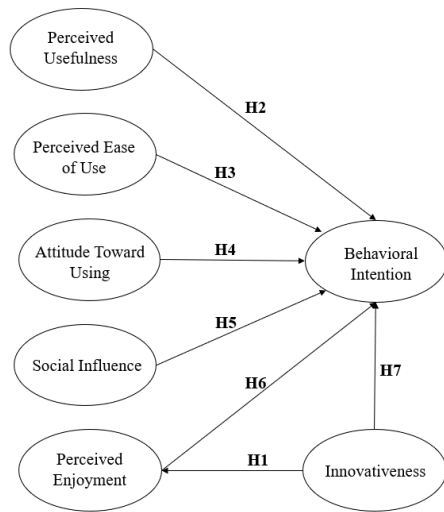 Perceived
Usefulness
H2
Perceived Ease
of Use
H3
Attitude Toward
Using
H4
Behavioral
Intention
H5
Social Influence
H6
H7
Perceived
Enjoyment
H1
Innovativeness